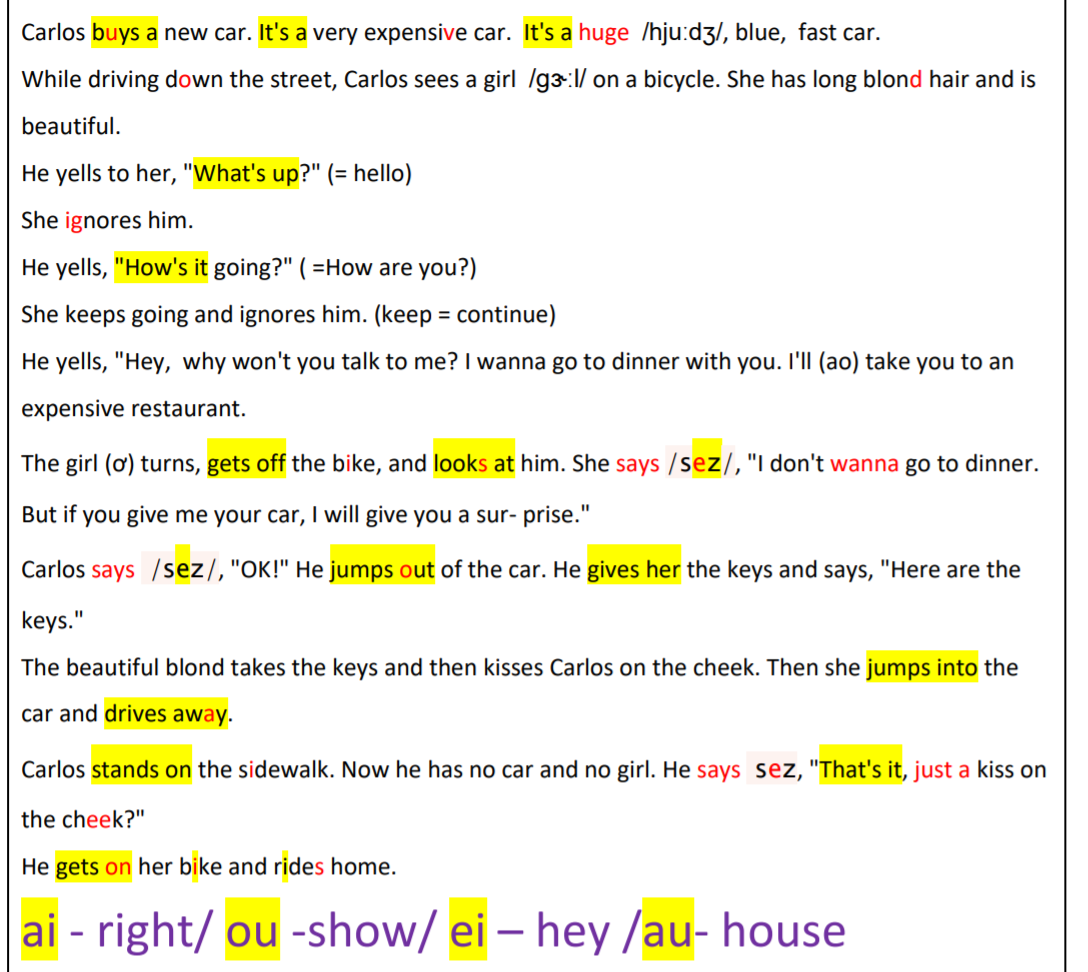 Carlos buys a new car. It's a very expensive car. It's a huge /hjuːdʒ/, blue, fast car.
While driving down the street, Carlos sees a girl /gɝːl/ on a bicycle. She has long blond hair and is
beautiful.
He yells to her, "What's up?" (= hello)
She ignores him.
He yells, "How's it going?" ( =How are you?)
She keeps going and ignores him. (keep = continue)
He yells, "Hey, why won't you talk to me? I wanna go to dinner with you. I'll (ao) take you to an
expensive restaurant.
The girl (ơ) turns, gets off the bike, and looks at him. She says /sez/, "I don't wanna go to dinner.
But if you give me your car, I will give you a sur- prise."
Carlos says /sez/, "OK!" He jumps out of the car. He gives her the keys and says, "Here are the
keys."
The beautiful blond takes the keys and then kisses Carlos on the cheek. Then she jumps into the
car and drives away.
Carlos stands on the sidewalk. Now he has no car and no girl. He says sez, "That's it, just a kiss on
the cheek?"
He gets on her bike and rides home.
ai - right/ ou -show/ ei – hey /au- house